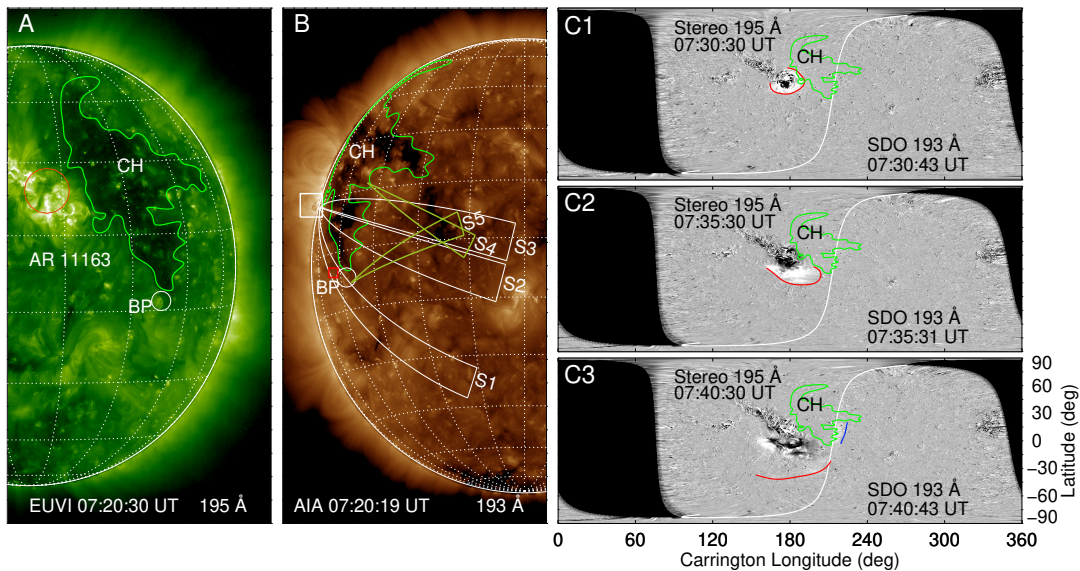 A
CH
AR 11163
BP
EUVI 07:20:30 UT 195 Å
B
CH
S5
S4
S3
S2
BP
S1
AIA 07:20:19 UT 193 Å
C1
Stereo 195 Å
07:30:30 UT
CH
SDO 193 Å
07:30:43 UT
C2
Stereo 195 Å
07:35:30 UT
CH
SDO 193 Å
07:35:31 UT
C3
Stereo 195 Å
07:40:30 UT
CH
SDO 193 Å
07:40:43 UT
90
60
30
0
−30
−60
−90
Latitude (deg)
0 60 120 180 240 300 360
Carrington Longitude (deg)